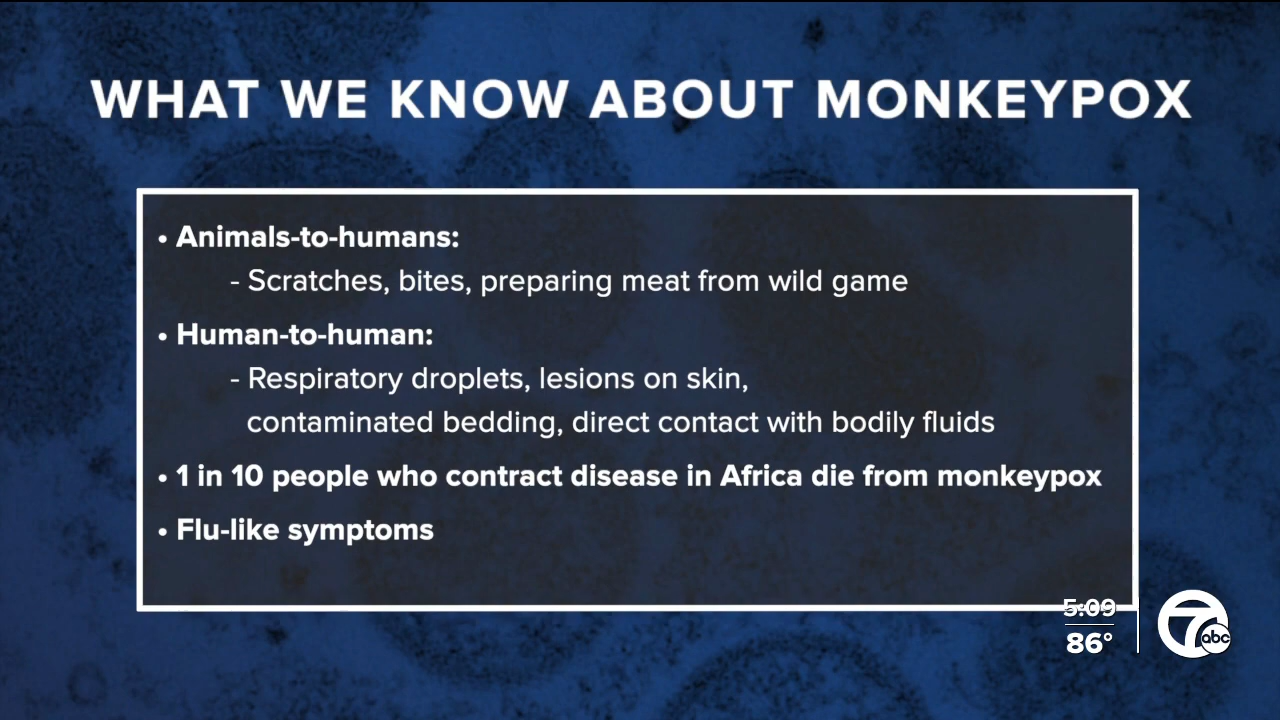 WHAT WE KNOW ABOUT MONKEYPOX
• Animals-to-humans:
- Scratches, bites, preparing meat from wild game
• Human-to-human:
- Respiratory droplets, lesions on skin,
contaminated bedding, direct contact with bodily fluids
• 1 in 10 people who contract disease in Africa die from monkeypox
• Flu-like symptoms
5:09
86°
7 abc